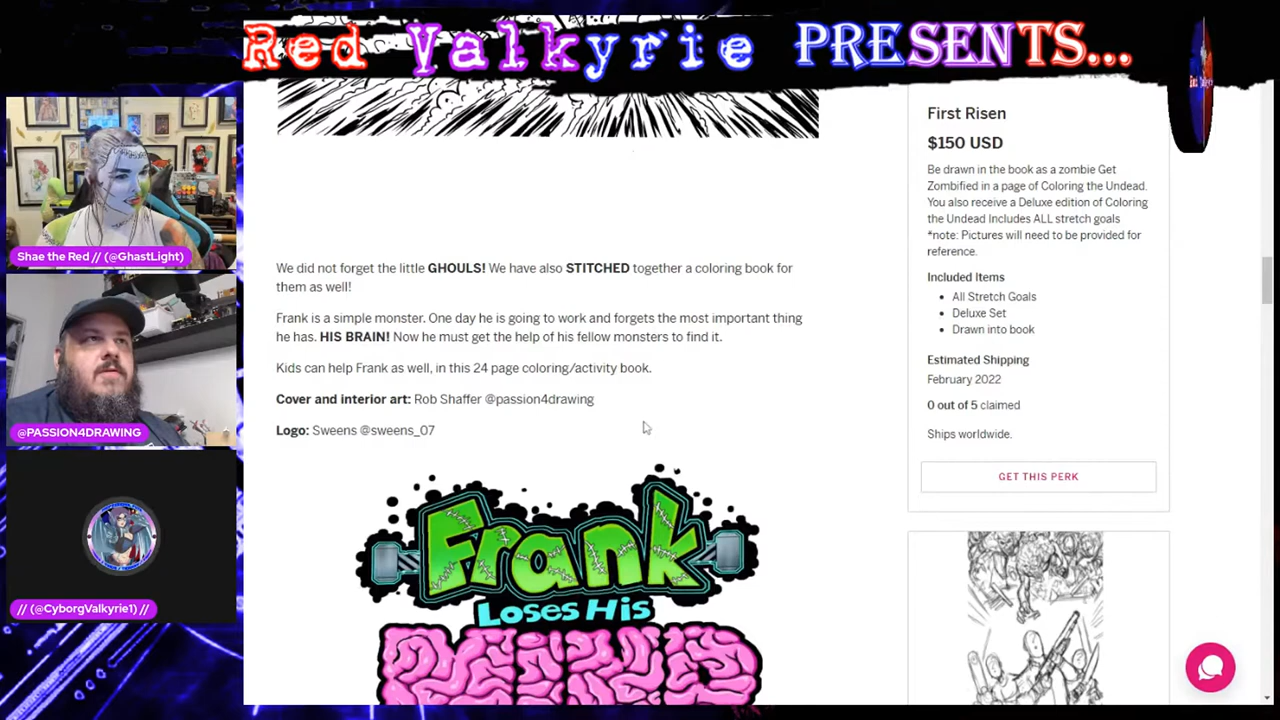 Red Valkyrie PRESENTS...
Shae the Red // (@GhastLight)
@PASSION4DRAWING
// (@CyborgValkyrie1) //
We did not forget the little GHOULS! We have also STITCHED together a coloring book for
them as well!
Frank is a simple monster. One day he is going to work and forgets the most important thing
he has. HIS BRAIN! Now he must get the help of his fellow monsters to find it.
Kids can help Frank as well, in this 24 page coloring/activity book.
Cover and interior art: Rob Shaffer @passion4drawing
Logo: Sweens @sweens_07
Frank
Loses His
MIND
First Risen
$150 USD
Be drawn in the book as a zombie Get
Zombified in a page of Coloring the Undead.
You also receive a Deluxe edition of Coloring
the Undead Includes ALL stretch goals
*note: Pictures will need to be provided for
reference.
Included Items
All Stretch Goals
Deluxe Set
Drawn into book
Estimated Shipping
February 2022
0 out of 5 claimed
Ships worldwide.
GET THIS PERK